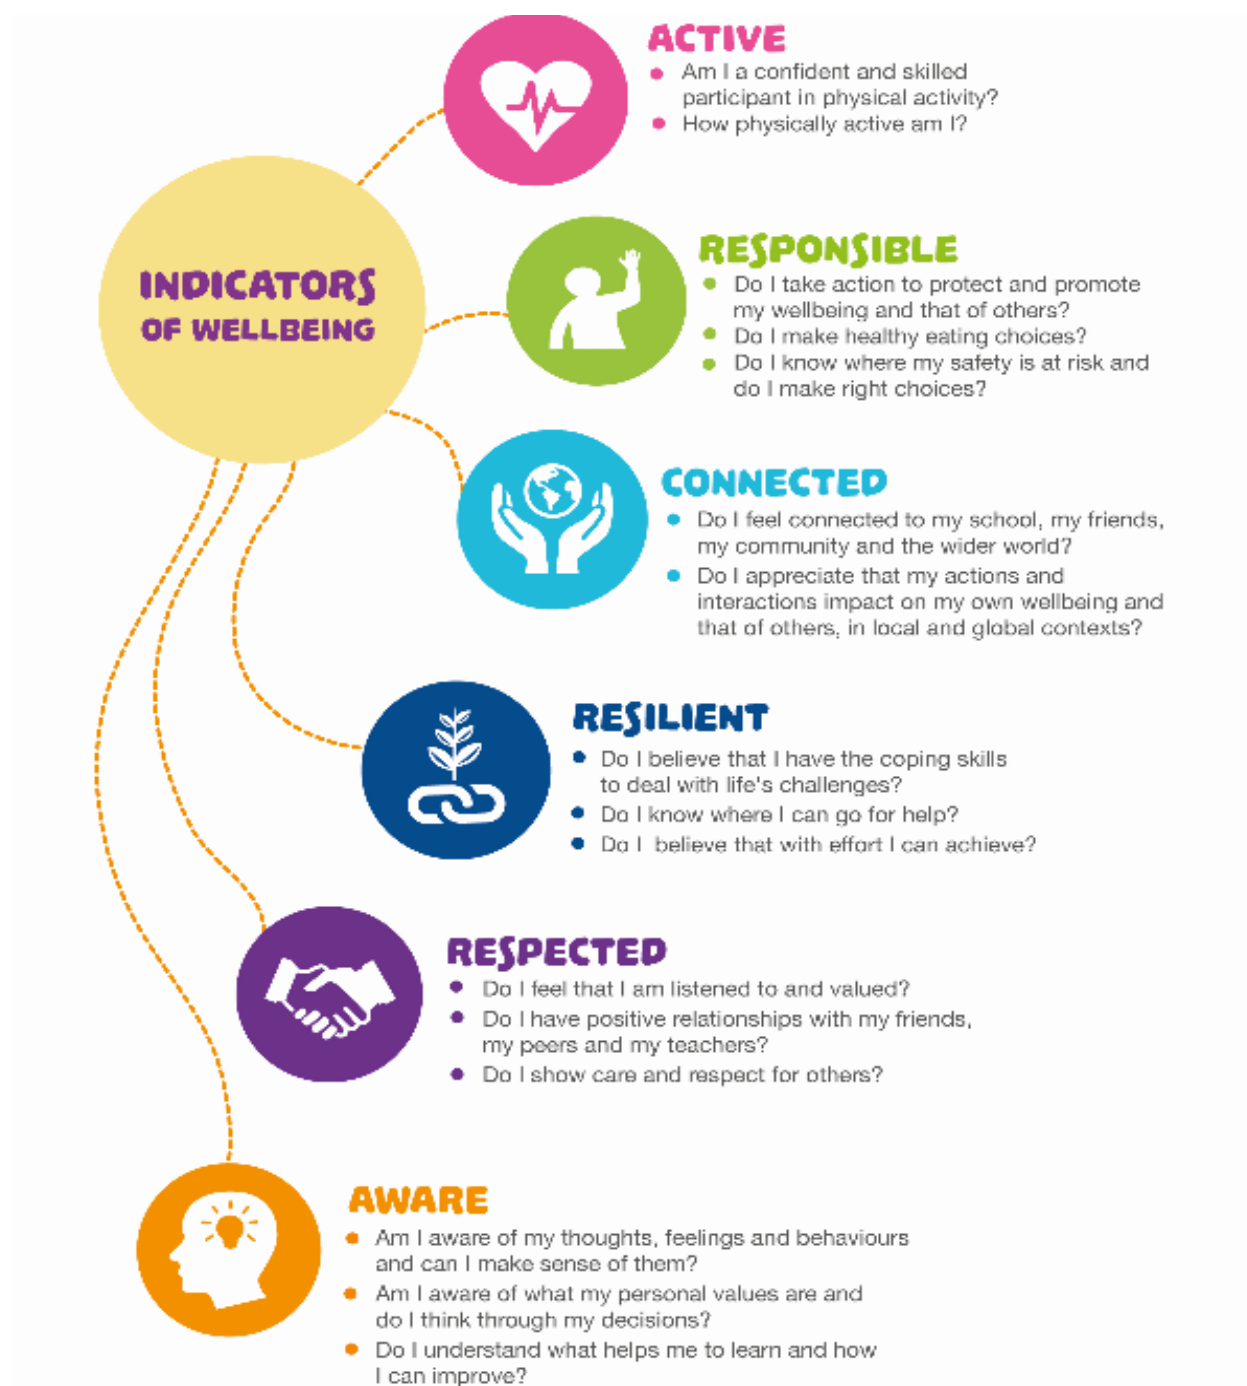 ACTIVE
Am I a confident and skilled
participant in physical activity?
How physically active am I?
INDICATORS
OF WELLBEING
RESPONSIBLE
Do I take action to protect and promote
my wellbeing and that of others?
Do I make healthy eating choices?
Do I know where my safety is at risk and
do I make right choices?
CONNECTED
Do I feel connected to my school, my friends,
my community and the wider world?
Do I appreciate that my actions and
interactions impact on my own wellbeing and
that of others, in local and global contexts?
RESILIENT
Do I believe that I have the coping skills
to deal with life's challenges?
Do I know where I can go for help?
Do I believe that with effort I can achieve?
RESPECTED
Do I feel that I am listened to and valued?
Do I have positive relationships with my friends,
my peers and my teachers?
Do I show care and respect for others?
AWARE
Am I aware of my thoughts, feelings and behaviours
and can I make sense of them?
Am I aware of what my personal values are and
do I think through my decisions?
Do I understand what helps me to learn and how
I can improve?